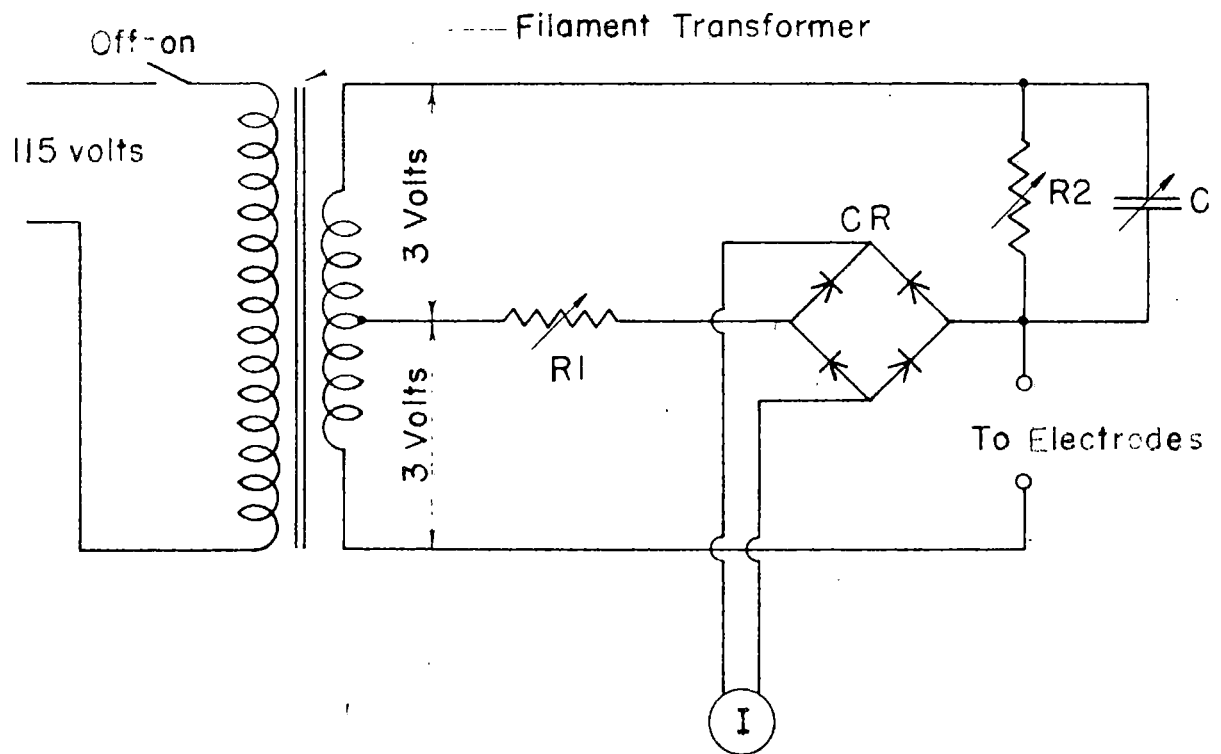 Filament Transformer
Off-on
115 volts
3 Volts
CR
R2
C
R1
3 Volts
To Electrodes
I